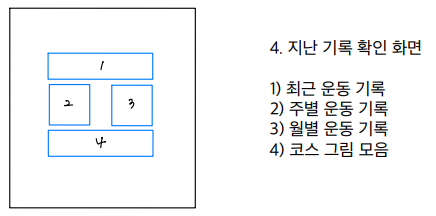 1
2
3
4
4. 지난 기록 확인 화면
1) 최근 운동 기록
2) 주별 운동 기록
3) 월별 운동 기록
4) 코스 그림 모음